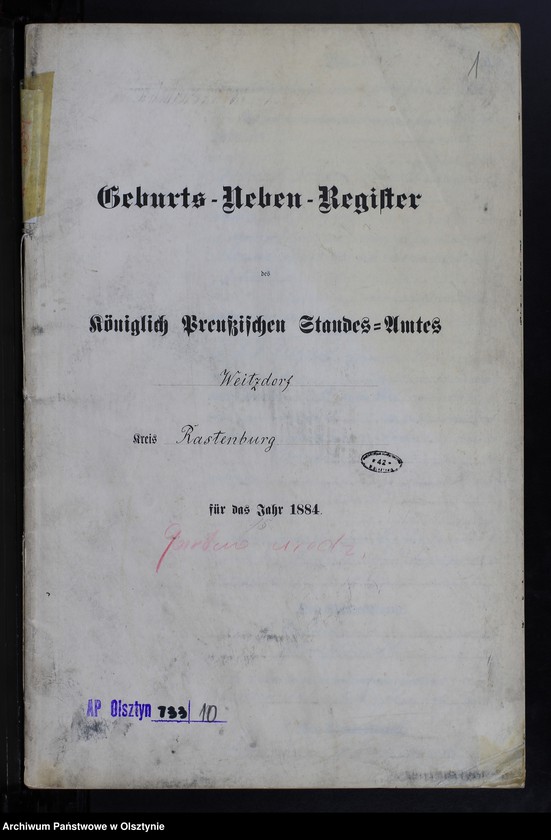 1
Geburts-Neben-Register
des
Königlich Preußischen Standes-Amtes
Weitzdorf
Kreis Rastenburg
* 42 *
für das Jahr 1884.
AP Olsztyn 733/10
Archiwum Państwowe w Olsztynie